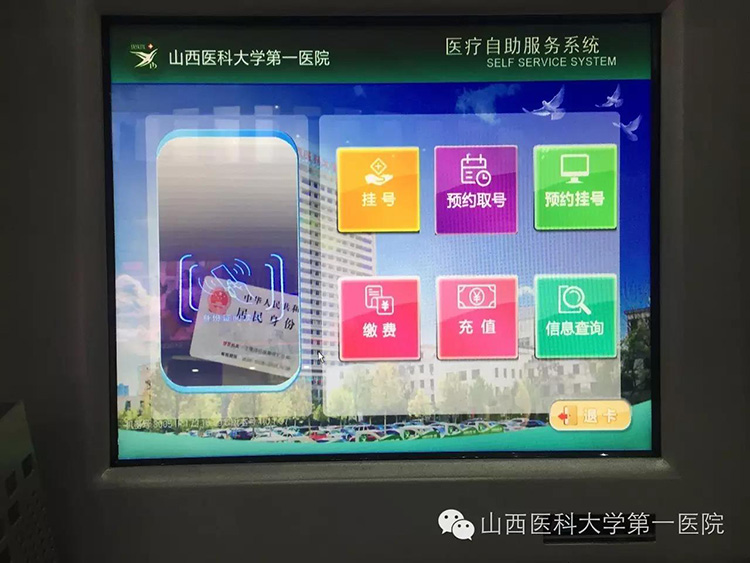 山西医科大学第一医院
医疗自助服务系统
SELF SERVICE SYSTEM
挂号
预约取号
预约挂号
中华人民共和
居民身份
缴费
充值
信息查询
退卡
山西医科大学第一医院